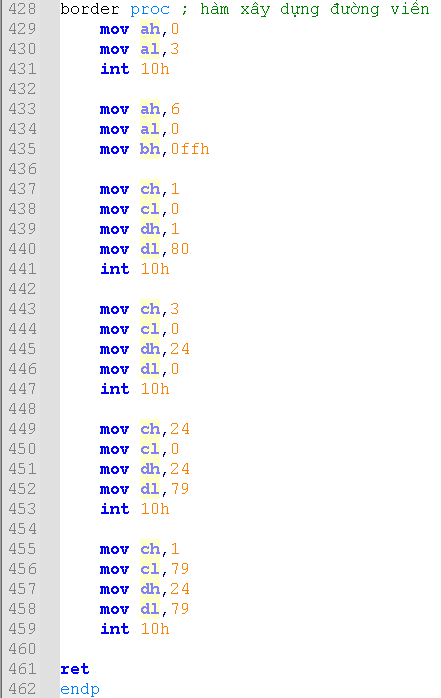 428 border proc ; hàm xây dựng đường viền
429     mov ah,0
430     mov al,3
431     int 10h
432
433     mov ah,6
434     mov al,0
435     mov bh,0ffh
436
437     mov ch,1
438     mov cl,0
439     mov dh,1
440     mov dl,80
441     int 10h
442
443     mov ch,3
444     mov cl,0
445     mov dh,24
446     mov dl,0
447     int 10h
448
449     mov ch,24
450     mov cl,0
451     mov dh,24
452     mov dl,79
453     int 10h
454
455     mov ch,1
456     mov cl,79
457     mov dh,24
458     mov dl,79
459     int 10h
460
461 ret
462 endp